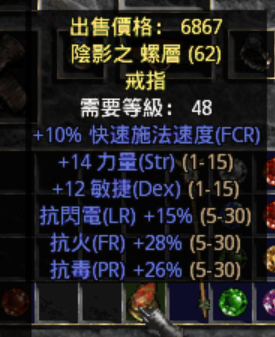 出售價格： 6867
陰影之 螺層 (62)
戒指
需要等級： 48
+10% 快速施法速度(FCR)
+14 力量(Str) (1-15)
+12 敏捷(Dex) (1-15)
抗閃電(LR) +15% (5-30)
抗火(FR) +28% (5-30)
抗毒(PR) +26% (5-30)